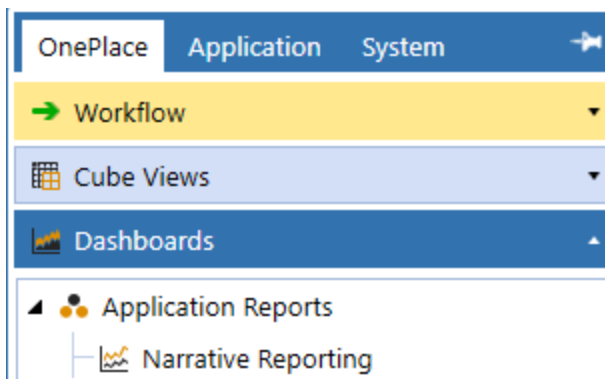 OnePlace Application System
Workflow
Cube Views
Dashboards
Application Reports
Narrative Reporting